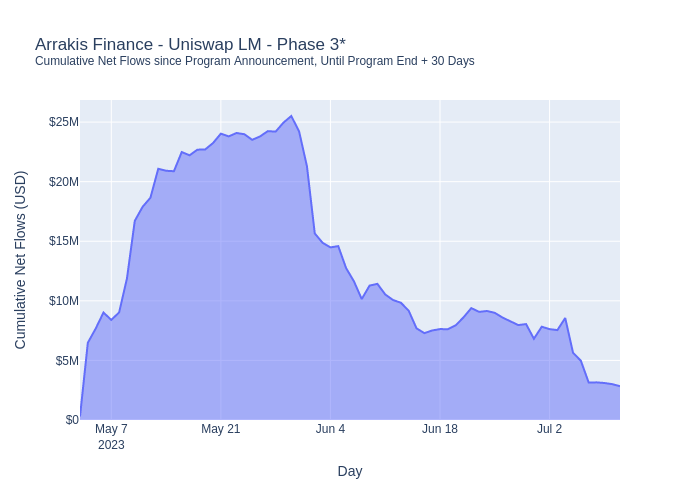 Arrakis Finance - Uniswap LM - Phase 3*
Cumulative Net Flows since Program Announcement, Until Program End + 30 Days
Cumulative Net Flows (USD)
$25M
$20M
$15M
$10M
$5M
$0
May 7
2023
May 21
Jun 4
Jun 18
Jul 2
Day